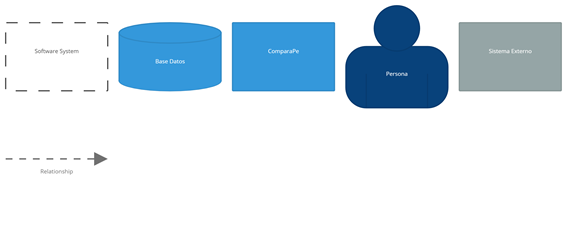 Software System
Base Datos
ComparaPe
Persona
Sistema Externo
Relationship